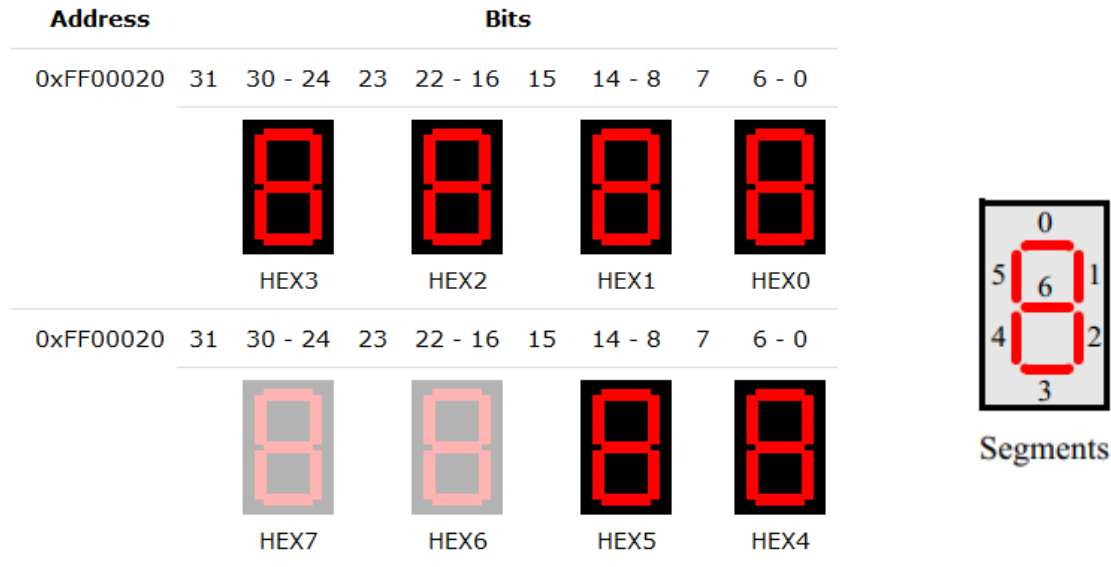 Address Bits
0xFF00020 31 30 - 24 23 22 - 16 15 14 - 8 7 6 - 0
HEX3 HEX2 HEX1 HEX0
0xFF00020 31 30 - 24 23 22 - 16 15 14 - 8 7 6 - 0
HEX7 HEX6 HEX5 HEX4
0
5 1
6
4 2
3
Segments